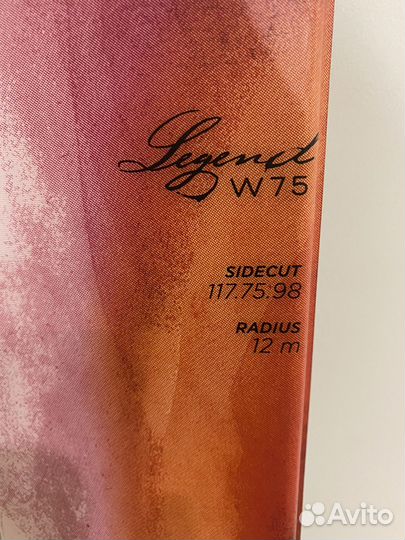 Legend
W75
SIDECUT
117.75:98
RADIUS
12 m
Avito